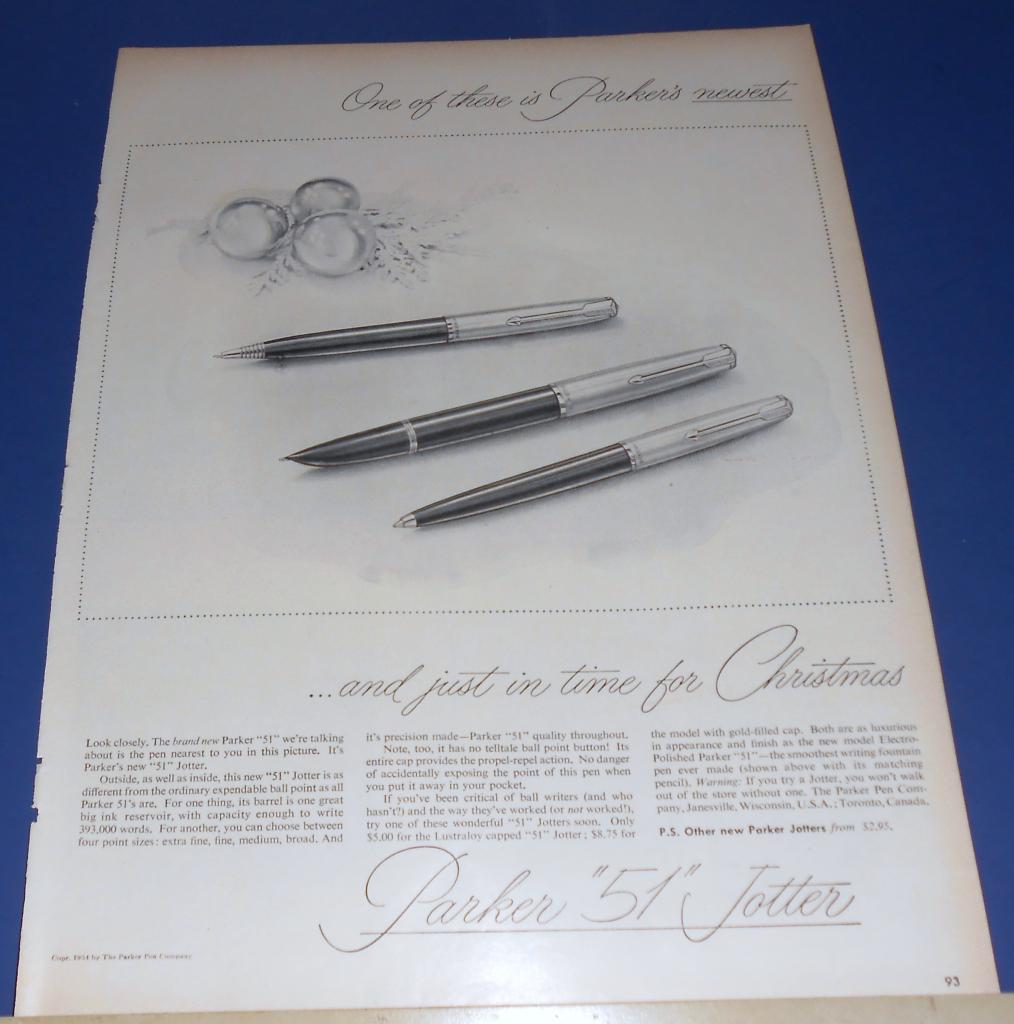 One of these is Parker's newest
...and just in time for Christmas
Look closely. The brand new Parker "51" we're talking
about is the pen nearest to you in this picture. It's
Parker's new "51" Jotter.
Outside, as well as inside, this new "51" Jotter is as
different from the ordinary expendable ball point as all
Parker 51's are. For one thing, its barrel is one great
big ink reservoir, with capacity enough to write
393,000 words. For another, you can choose between
four point sizes: extra fine, fine, medium, broad. And
it's precision made—Parker "51" quality throughout.
Note, too, it has no telltale ball point button! Its
entire cap provides the propel-repel action. No danger
of accidentally exposing the point of this pen when
you put it away in your pocket.
If you've been critical of ball writers (and who
hasn't?) and the way they've worked (or not worked!),
try one of these wonderful "51" Jotters soon. Only
$5.00 for the Lustraloy capped "51" Jotter; $8.75 for
the model with gold-filled cap. Both are as luxurious
in appearance and finish as the new model Electro-
Polished Parker "51"—the smoothest writing fountain
pen ever made (shown above with its matching
pencil). Warning: If you try a Jotter, you won't walk
out of the store without one. The Parker Pen Com-
pany, Janesville, Wisconsin, U.S.A.; Toronto, Canada.
P.S. Other new Parker Jotters from $2.95.
Parker "51" Jotter
Copr. 1954 by The Parker Pen Company
93